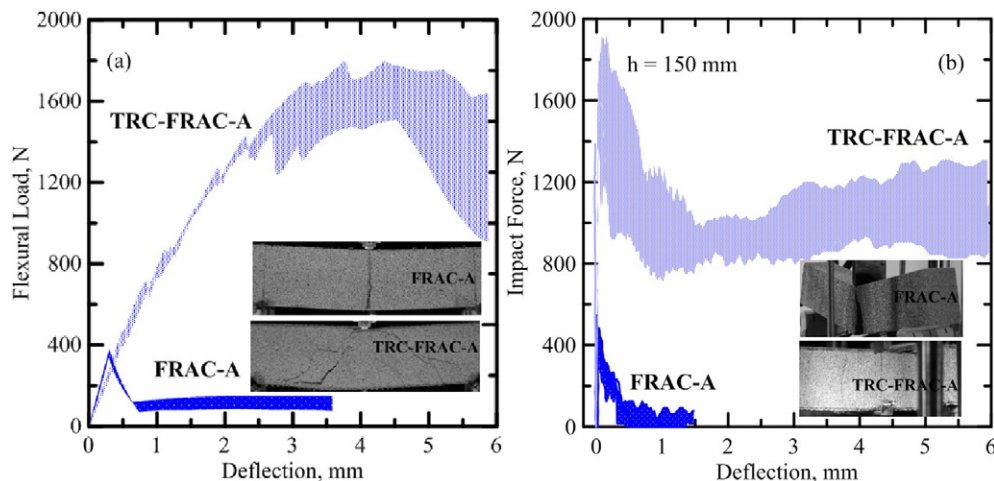 2000
1600
1200
800
400
0
Flexural Load, N
(a)
TRC-FRAC-A
FRAC-A
FRAC-A
TRC-FRAC-A
0 1 2 3 4 5 6
Deflection, mm
2000
1600
1200
800
400
0
Impact Force, N
h = 150 mm
(b)
TRC-FRAC-A
FRAC-A
FRAC-A
TRC-FRAC-A
0 1 2 3 4 5 6
Deflection, mm